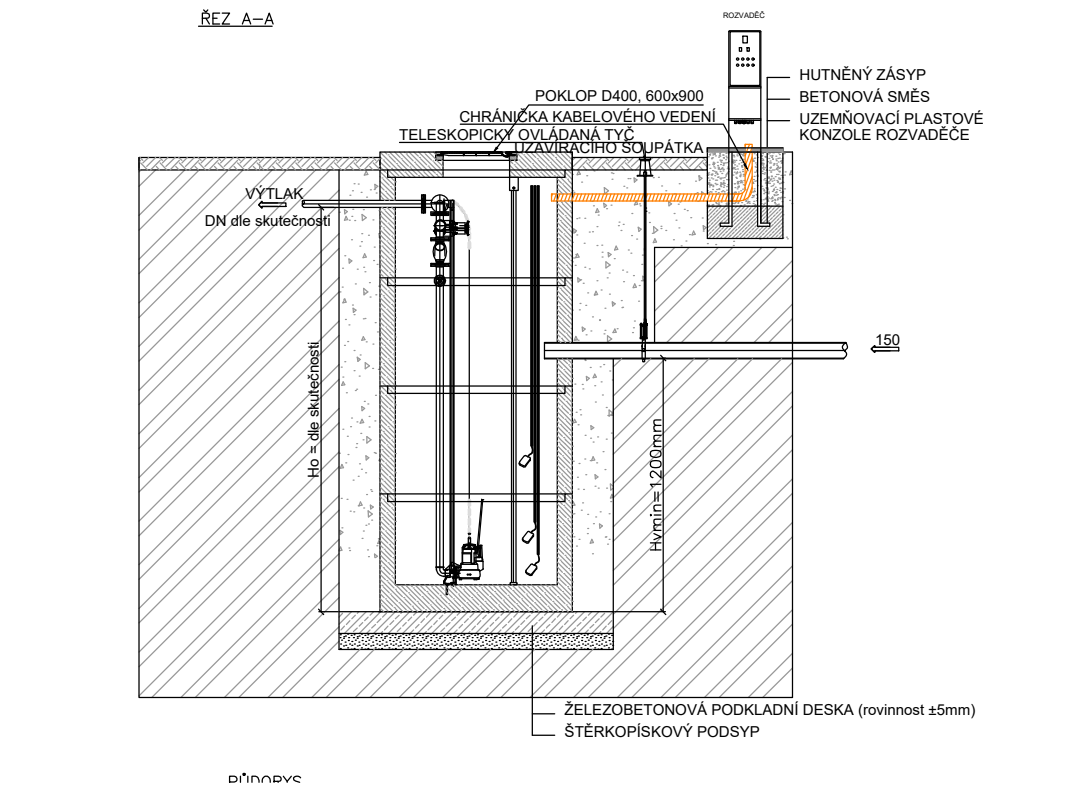 ŘEZ A-A
ROZVADĚČ
HUTNĚNÝ ZÁSYP
BETONOVÁ SMĚS
UZEMŇOVACÍ PLASTOVÉ
KONZOLE ROZVADĚČE
POKLOP D400, 600x900
CHRÁNIČKA KABELOVÉHO VEDENÍ
TELESKOPICKY OVLÁDANÁ TYČ
UZAVÍRACÍHO ŠOUPÁTKA
VÝTLAK
DN dle skutečnosti
150
Ho = dle skutečnosti
Hvmin=1200mm
ŽELEZOBETONOVÁ PODKLADNÍ DESKA (rovinnost ±5mm)
ŠTĚRKOPÍSKOVÝ PODSYP
PŮDORYS